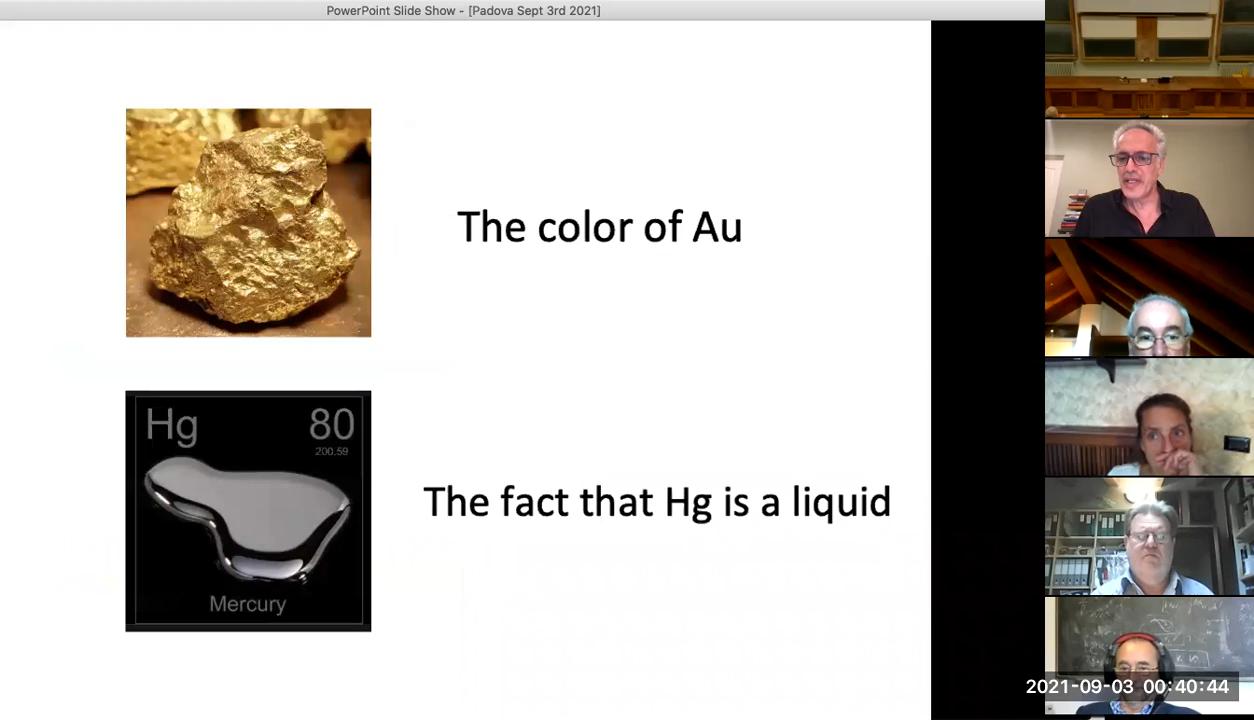 PowerPoint Slide Show - [Padova Sept 3rd 2021]
The color of Au
Hg 80
200.59
The fact that Hg is a liquid
Mercury
2021-09-03 00:40:44